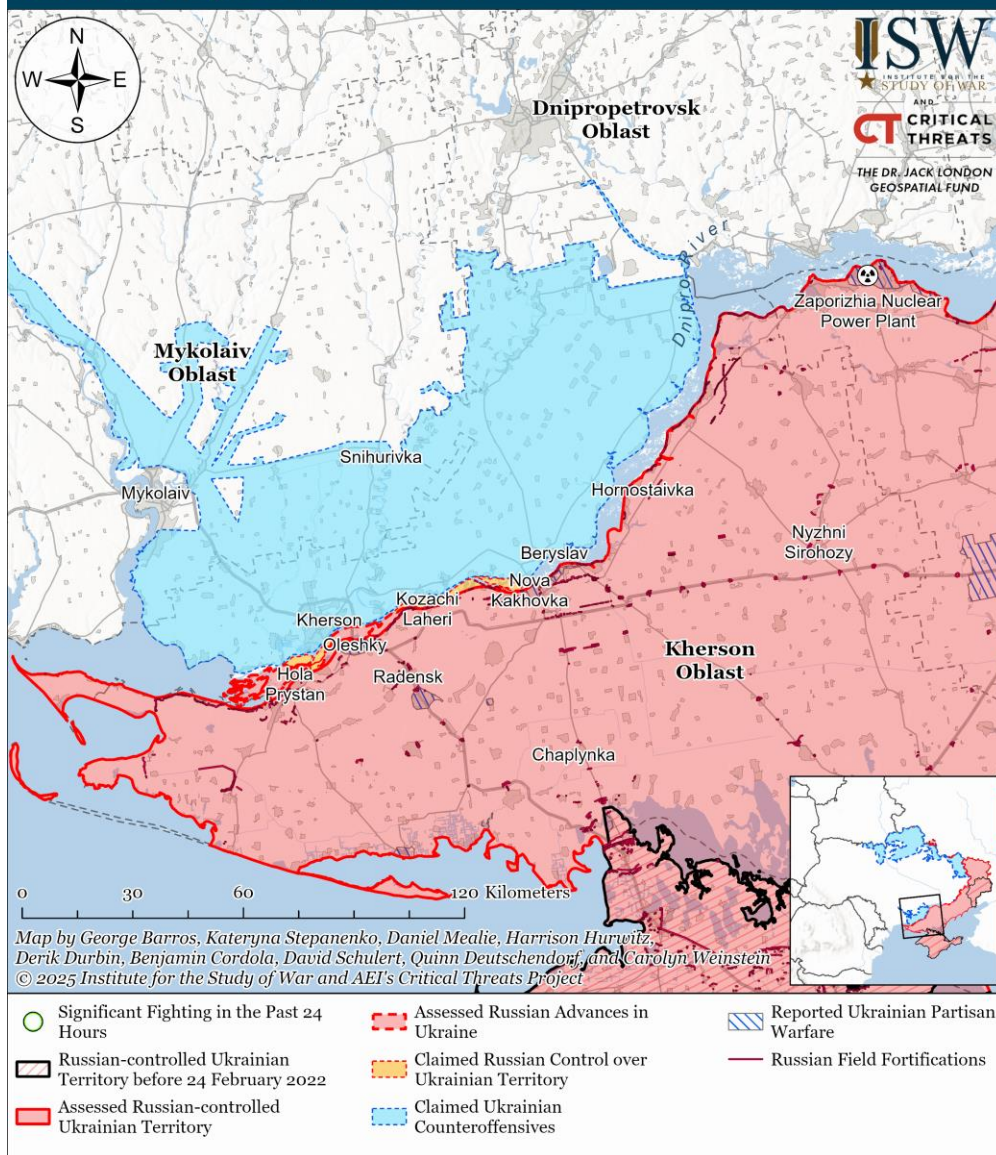 N
W E
S
ISW
INSTITUTE FOR THE
STUDY OF WAR
AND
CT CRITICAL
THREATS
THE DR. JACK LONDON
GEOSPATIAL FUND
Dnipropetrovsk
Oblast
Dnipro River
Zaporizhia Nuclear
Power Plant
Mykolaiv
Oblast
Snihurivka
Mykolaiv
Hornostaivka
Nyzhni
Sirohozy
Beryslav
Nova
Kakhovka
Kozachi
Laheri
Kherson
Oleshky
Kherson
Oblast
Hola
Prystan
Radensk
Chaplynka
0 30 60 120 Kilometers
Map by George Barros, Kateryna Stepanenko, Daniel Mealie, Harrison Hurwitz,
Derik Durbin, Benjamin Cordola, David Schulert, Quinn Deutschendorf, and Carolyn Weinstein
© 2025 Institute for the Study of War and AEI's Critical Threats Project
Significant Fighting in the Past 24
Hours
Russian-controlled Ukrainian
Territory before 24 February 2022
Assessed Russian-controlled
Ukrainian Territory
Assessed Russian Advances in
Ukraine
Claimed Russian Control over
Ukrainian Territory
Claimed Ukrainian
Counteroffensives
Reported Ukrainian Partisan
Warfare
Russian Field Fortifications